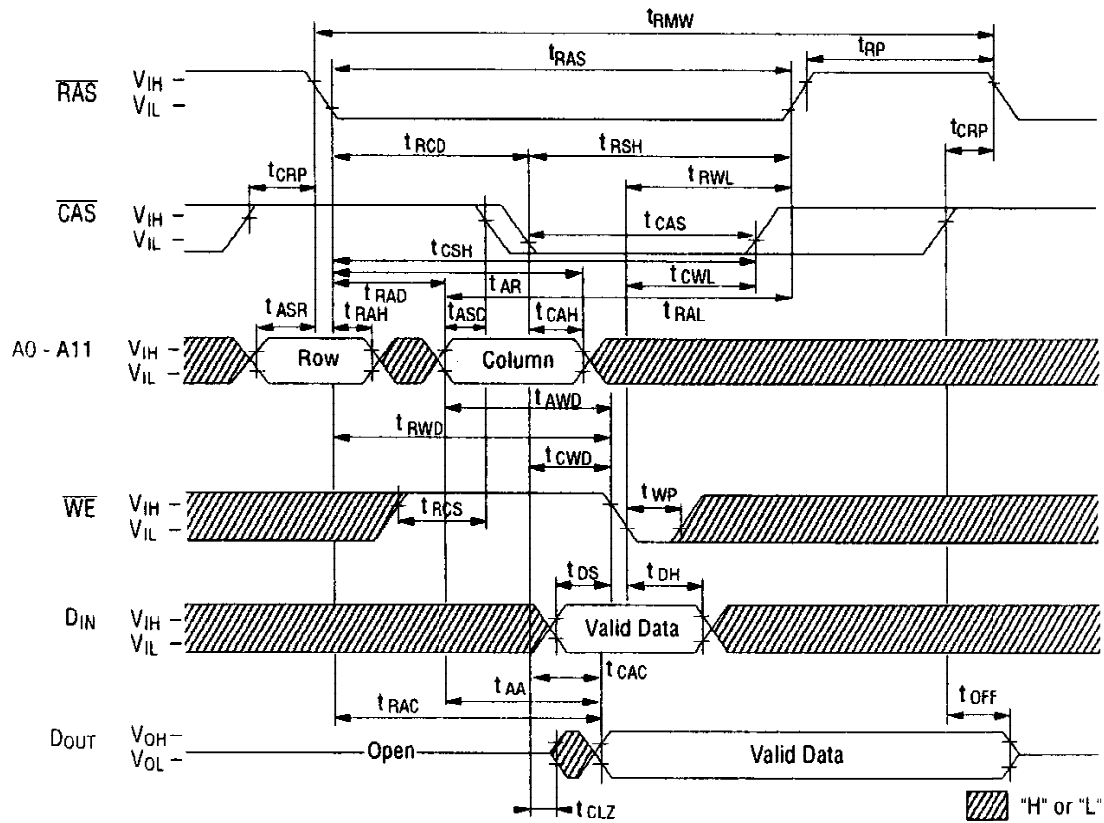 tRMW
tRAS
tRP
RAS
VIH
VIL
tRCD
tRSH
tCRP
tCRP
tRWL
CAS
VIH
VIL
tCAS
tCSH
tCWL
tAR
tRAD
tRAL
tASR
tRAH
tASC
tCAH
A0 - A11
VIH
VIL
Row
Column
tAWD
tRWD
tCWD
WE
VIH
VIL
tRCS
tWP
tDS
tDH
DIN
VIH
VIL
Valid Data
tCAC
tAA
tRAC
tOFF
DOUT
VOH
VOL
Open
Valid Data
tCLZ
"H" or "L"